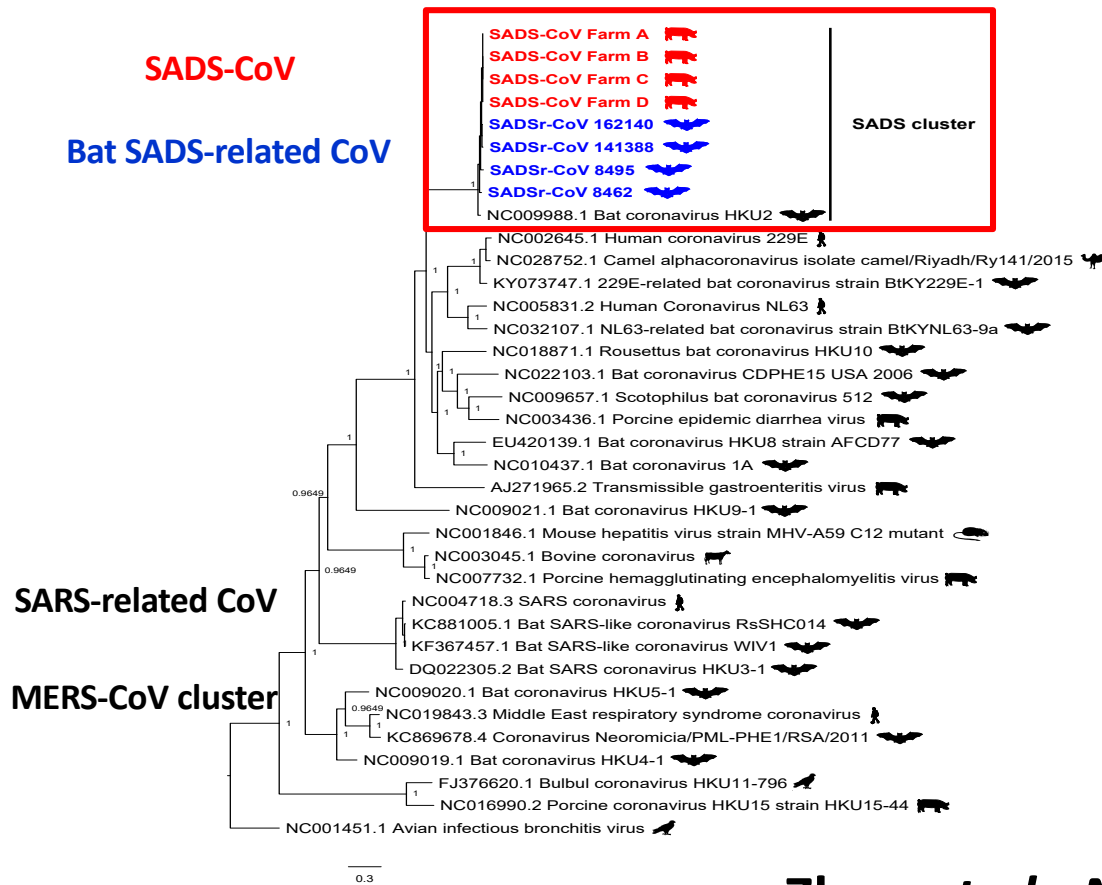 SADS-CoV
Bat SADS-related CoV
SADS-CoV Farm A
SADS-CoV Farm B
SADS-CoV Farm C
SADS-CoV Farm D
SADSr-CoV 162140
SADSr-CoV 141388
SADSr-CoV 8495
SADSr-CoV 8462
NC009988.1 Bat coronavirus HKU2
SADS cluster
NC002645.1 Human coronavirus 229E
NC028752.1 Camel alphacoronavirus isolate camel/Riyadh/Ry141/2015
KY073747.1 229E-related bat coronavirus strain BtKY229E-1
NC005831.2 Human Coronavirus NL63
NC032107.1 NL63-related bat coronavirus strain BtKYNL63-9a
NC018871.1 Rousettus bat coronavirus HKU10
NC022103.1 Bat coronavirus CDPHE15 USA 2006
NC009657.1 Scotophilus bat coronavirus 512
NC003436.1 Porcine epidemic diarrhea virus
EU420139.1 Bat coronavirus HKU8 strain AFCD77
NC010437.1 Bat coronavirus 1A
AJ271965.2 Transmissible gastroenteritis virus
NC009021.1 Bat coronavirus HKU9-1
NC001846.1 Mouse hepatitis virus strain MHV-A59 C12 mutant
NC003045.1 Bovine coronavirus
NC007732.1 Porcine hemagglutinating encephalomyelitis virus
SARS-related CoV
NC004718.3 SARS coronavirus
KC881005.1 Bat SARS-like coronavirus RsSHC014
KF367457.1 Bat SARS-like coronavirus WIV1
DQ022305.2 Bat SARS coronavirus HKU3-1
MERS-CoV cluster
NC009020.1 Bat coronavirus HKU5-1
NC019843.3 Middle East respiratory syndrome coronavirus
KC869678.4 Coronavirus Neoromicia/PML-PHE1/RSA/2011
NC009019.1 Bat coronavirus HKU4-1
FJ376620.1 Bulbul coronavirus HKU11-796
NC016990.2 Porcine coronavirus HKU15 strain HKU15-44
NC001451.1 Avian infectious bronchitis virus
1
1
1
1
1
1
1
1
1
1
1
0.9649
1
1
0.9649
1
1
0.9649
1
1
1
0.3